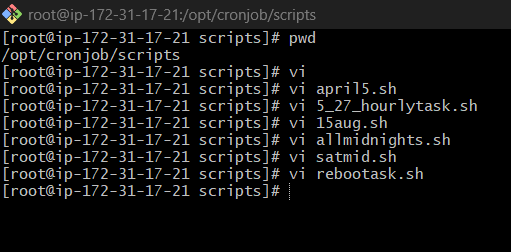 root@ip-172-31-17-21:/opt/cronjob/scripts
[root@ip-172-31-17-21 scripts]# pwd
/opt/cronjob/scripts
[root@ip-172-31-17-21 scripts]# vi
[root@ip-172-31-17-21 scripts]# vi april5.sh
[root@ip-172-31-17-21 scripts]# vi 5_27_hourlytask.sh
[root@ip-172-31-17-21 scripts]# vi 15aug.sh
[root@ip-172-31-17-21 scripts]# vi allmidnights.sh
[root@ip-172-31-17-21 scripts]# vi satmid.sh
[root@ip-172-31-17-21 scripts]# vi rebootask.sh
[root@ip-172-31-17-21 scripts]#